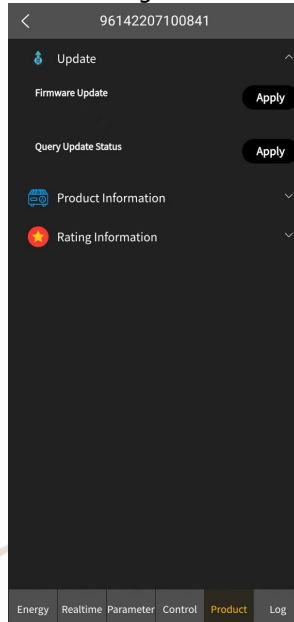 96142207100841
Update
Firmware Update Apply
Query Update Status Apply
Product Information
Rating Information
Energy Realtime Parameter Control Product Log